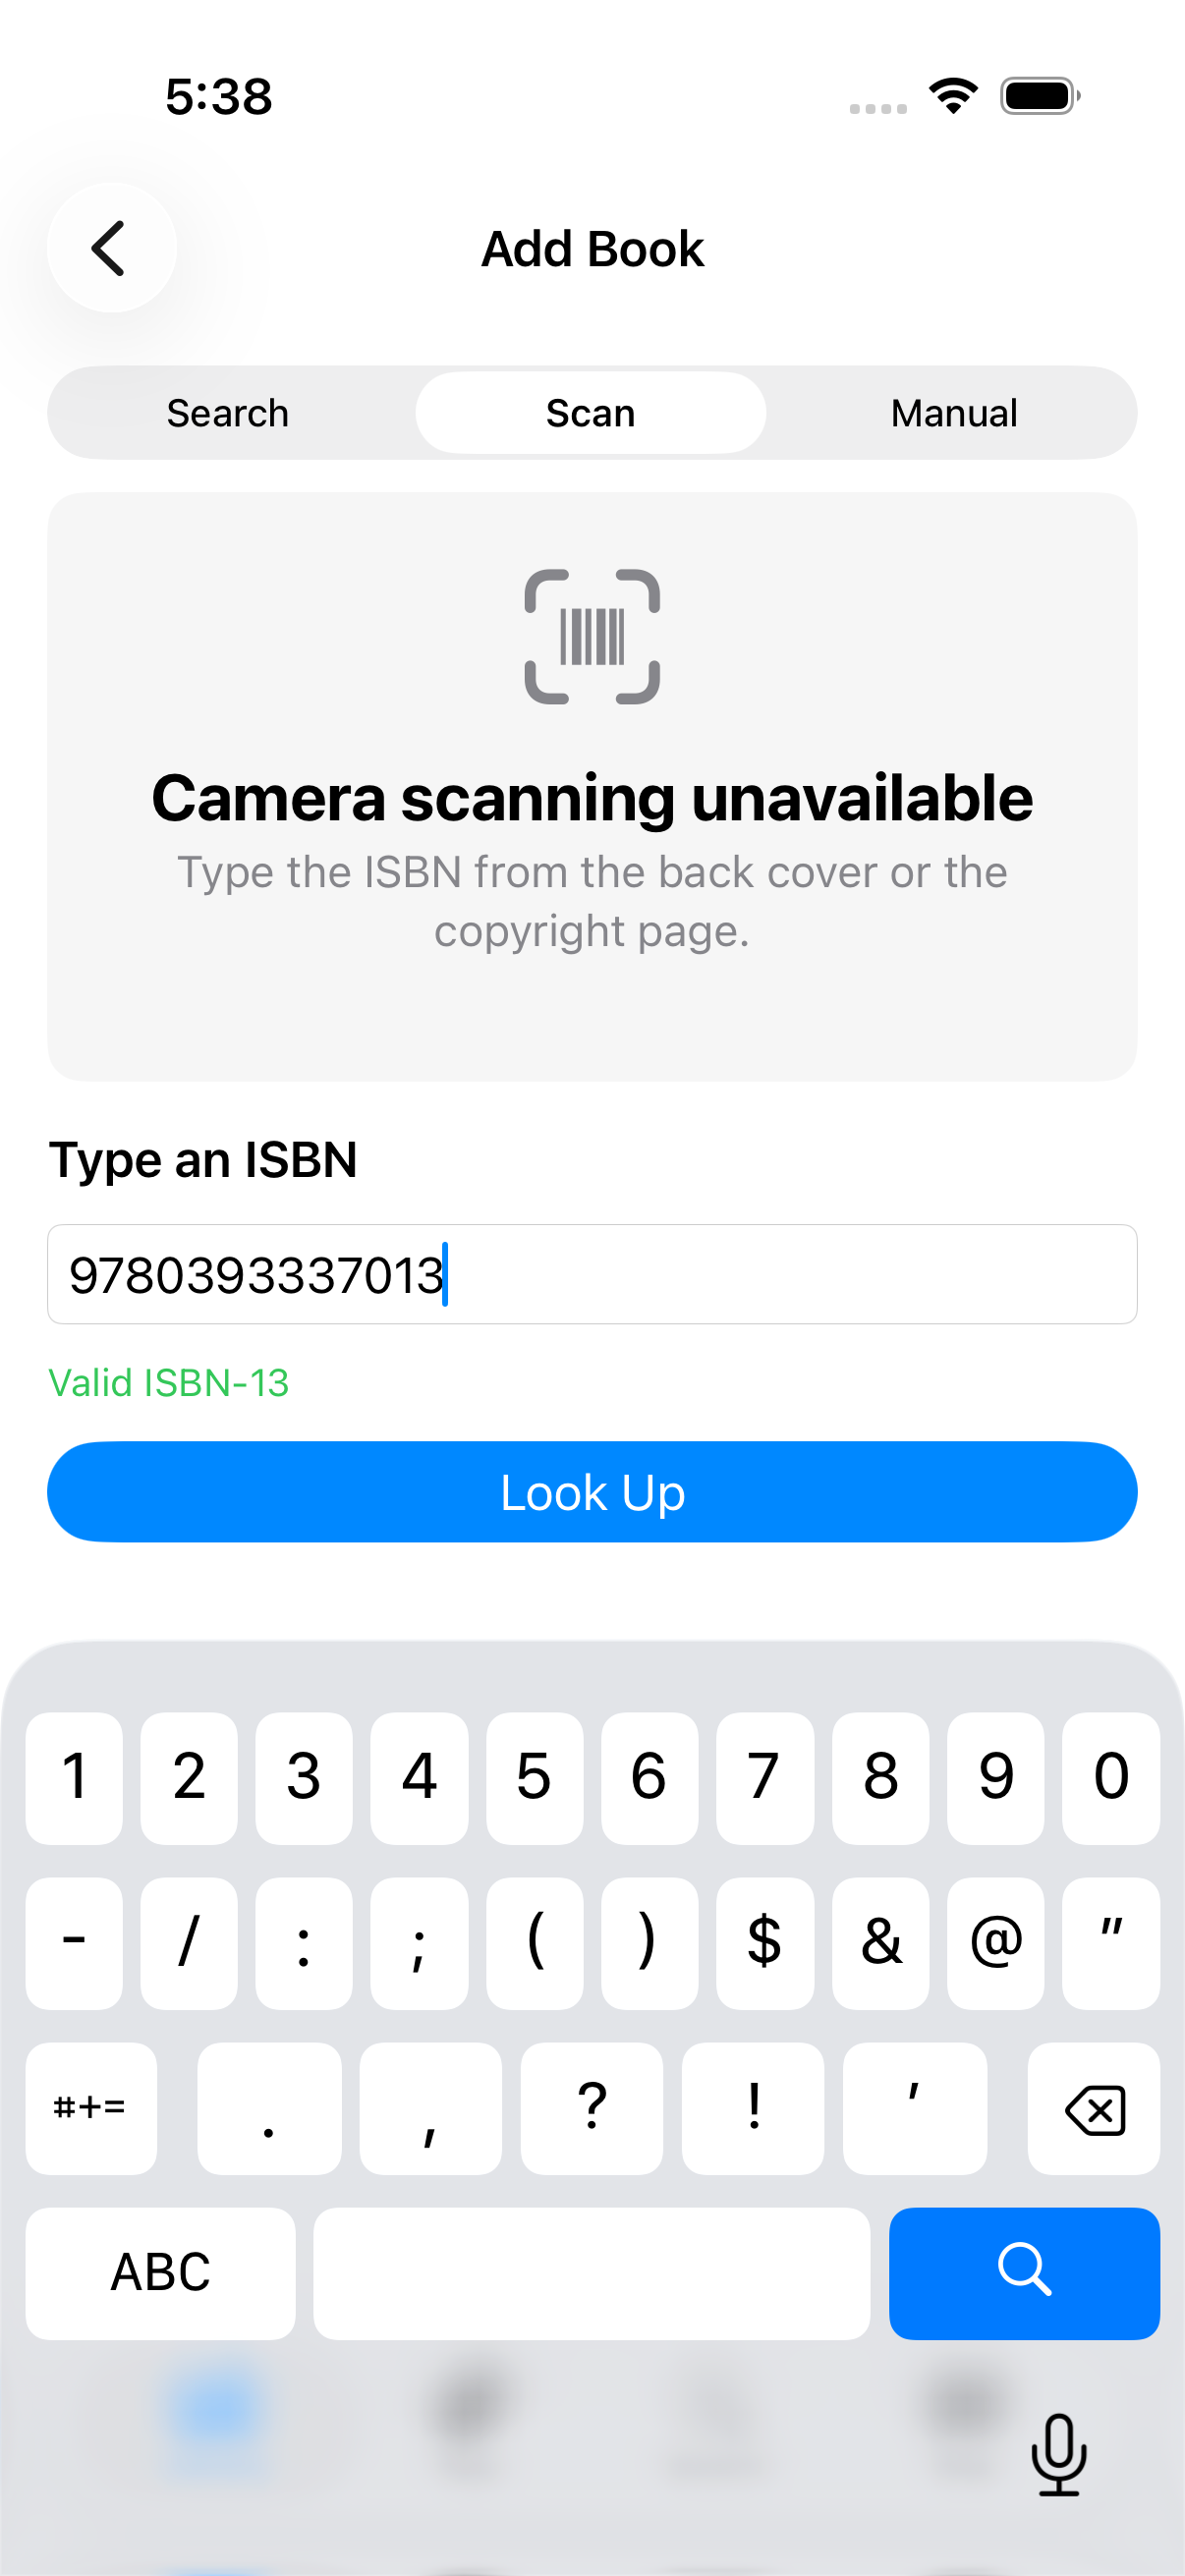 5:38
Add Book
Search Scan Manual
Camera scanning unavailable
Type the ISBN from the back cover or the
copyright page.
Type an ISBN
9780393337013
Valid ISBN-13
Look Up
1 2 3 4 5 6 7 8 9 0
- / : ; ( ) $ & @ "
#+= . , ? ! '
ABC